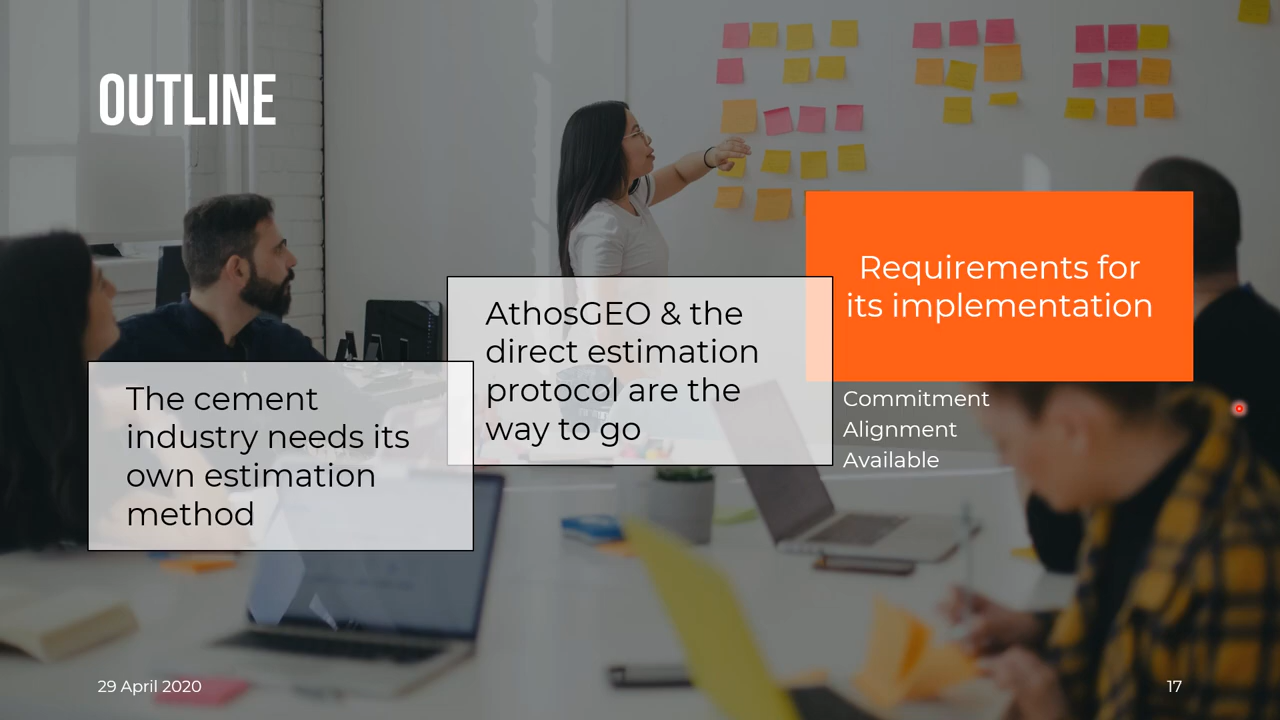 OUTLINE
The cement
industry needs its
own estimation
method
AthosGEO & the
direct estimation
protocol are the
way to go
Requirements for
its implementation
Commitment
Alignment
Available
29 April 2020
17